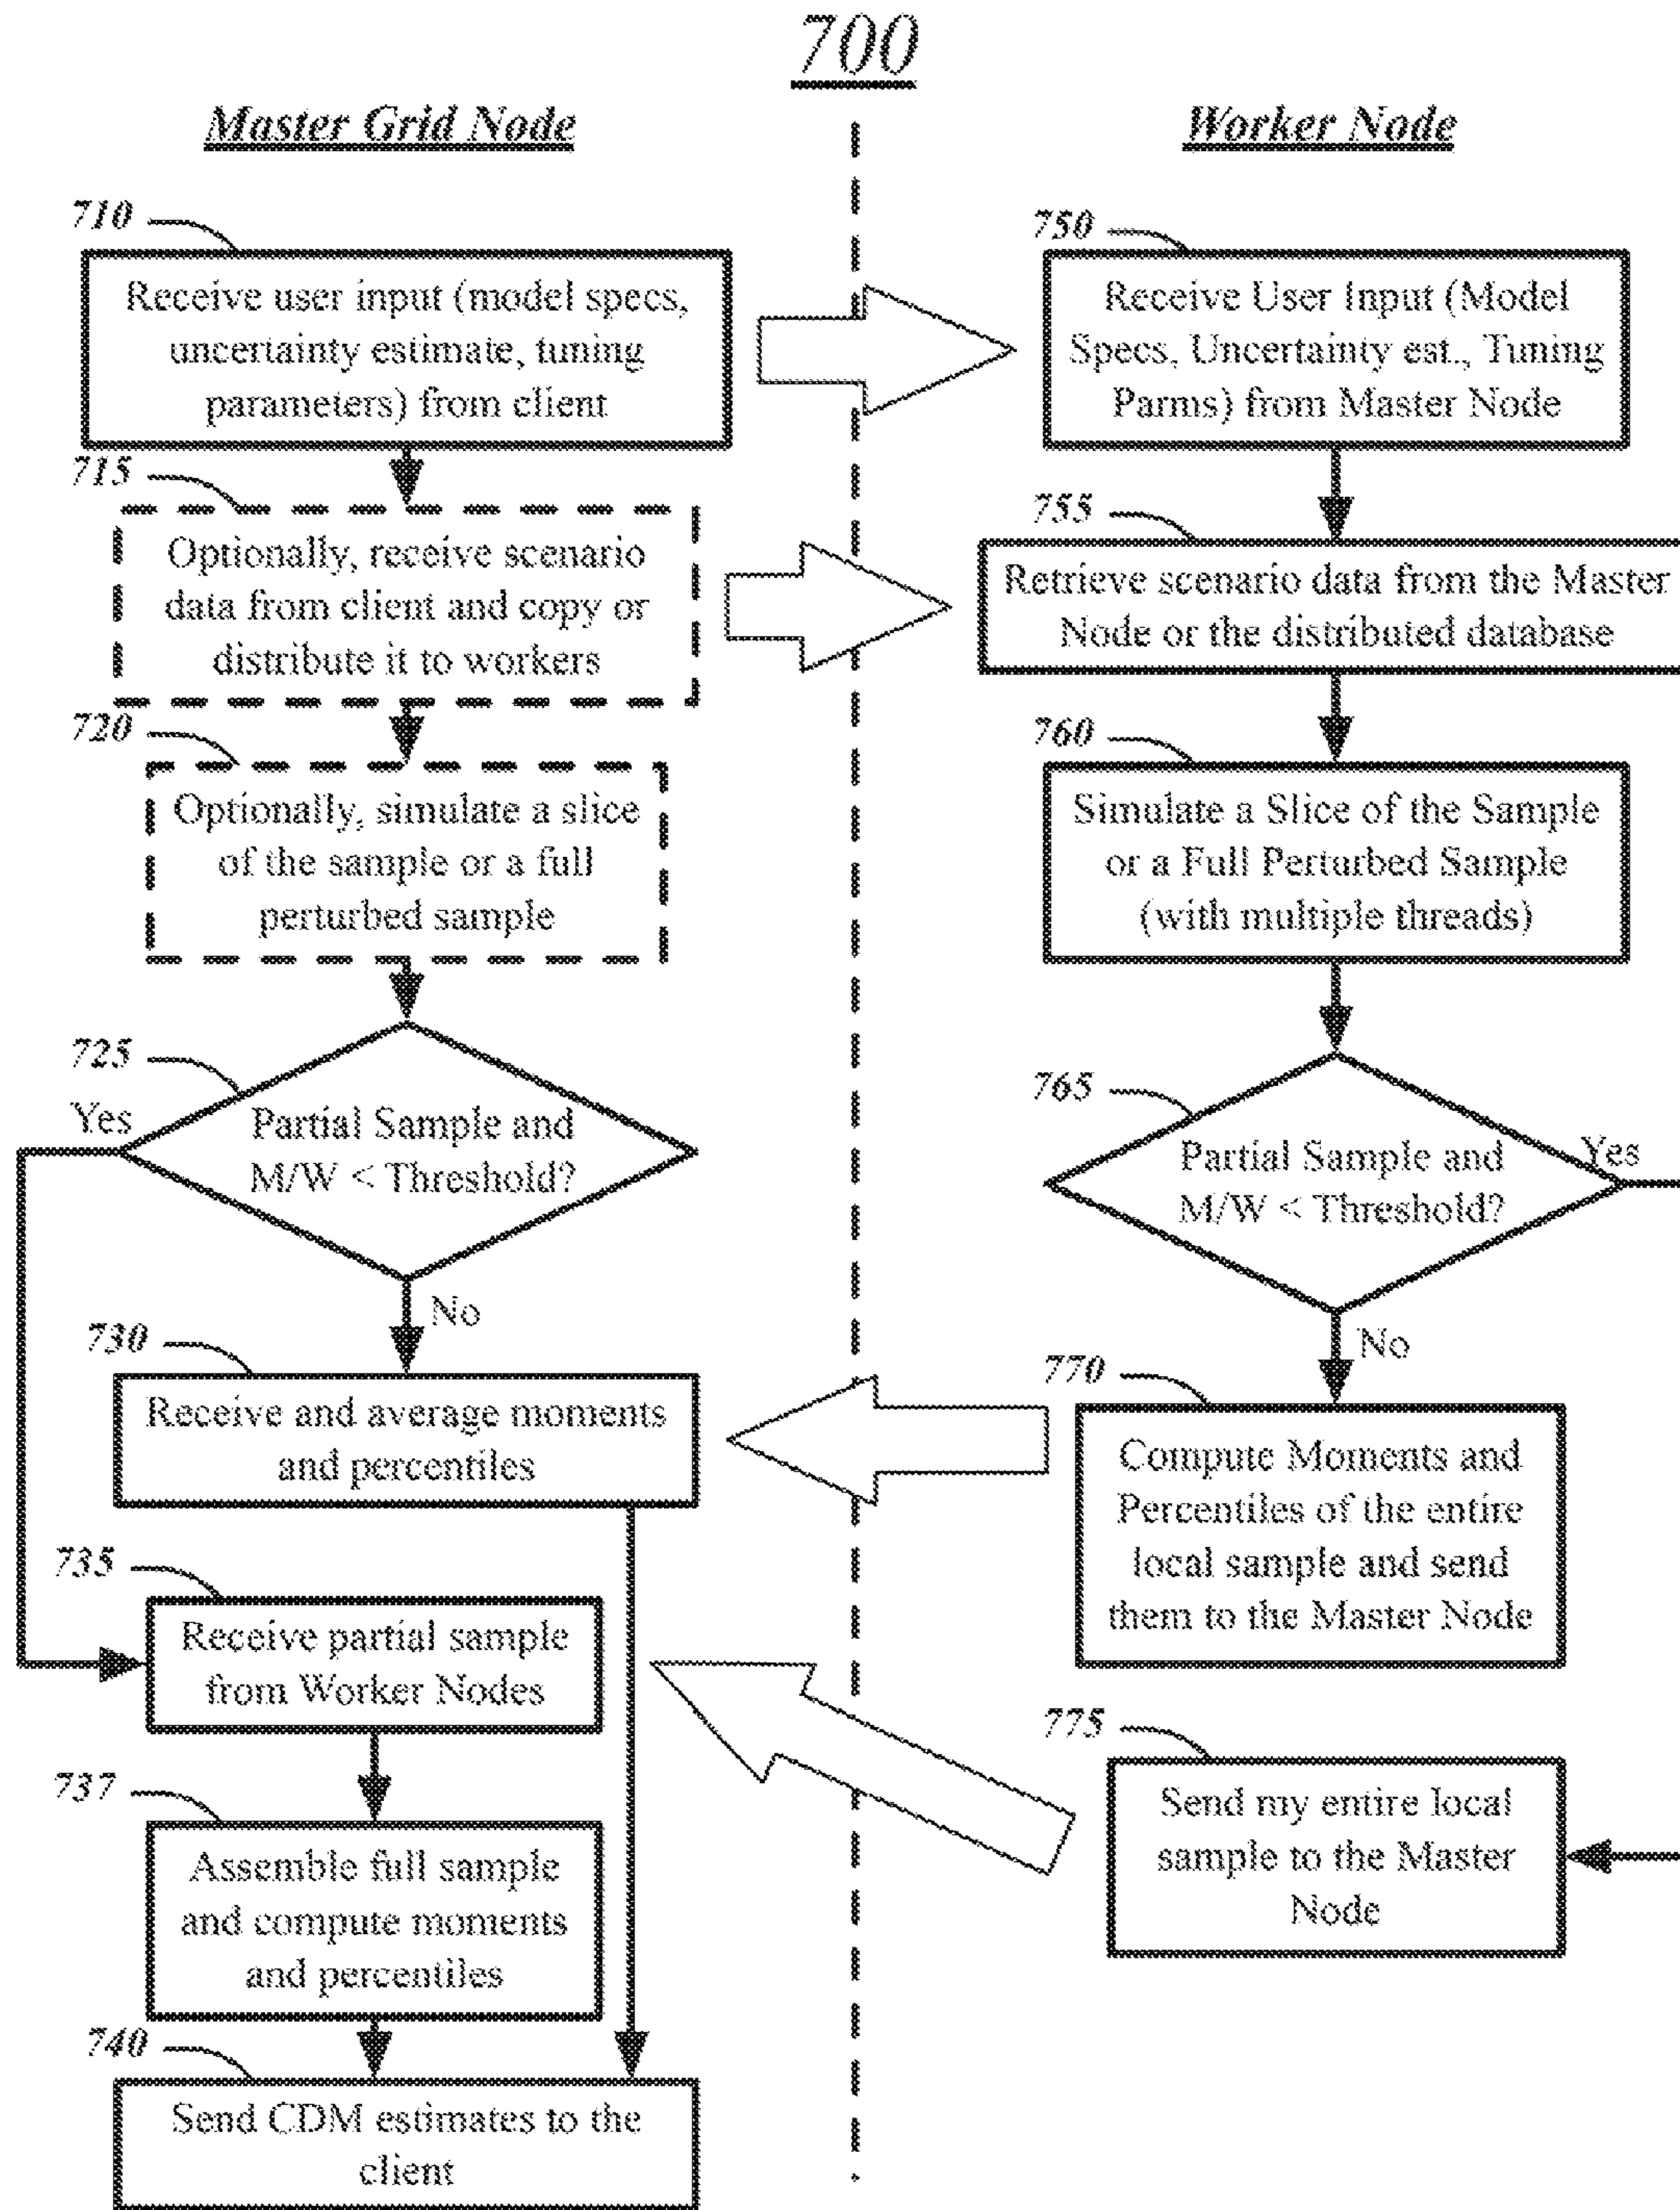 700
Master Grid Node
710
Receive user input (model specs,
uncertainty estimate, tuning
parameters) from client
715
Optionally, receive scenario
data from client and copy or
distribute it to workers
720
Optionally, simulate a slice
of the sample or a full
perturbed sample
725
Yes
Partial Sample and
M/W < Threshold?
No
730
Receive and average moments
and percentiles
735
Receive partial sample
from Worker Nodes
737
Assemble full sample
and compute moments
and percentiles
740
Send CDM estimates to the
client
Worker Node
750
Receive User Input (Model
Specs, Uncertainty est., Tuning
Parms) from Master Node
755
Retrieve scenario data from the Master
Node or the distributed database
760
Simulate a Slice of the Sample
or a Full Perturbed Sample
(with multiple threads)
765
Partial Sample and
M/W < Threshold?
Yes
No
770
Compute Moments and
Percentiles of the entire
local sample and send
them to the Master Node
775
Send my entire local
sample to the Master
Node